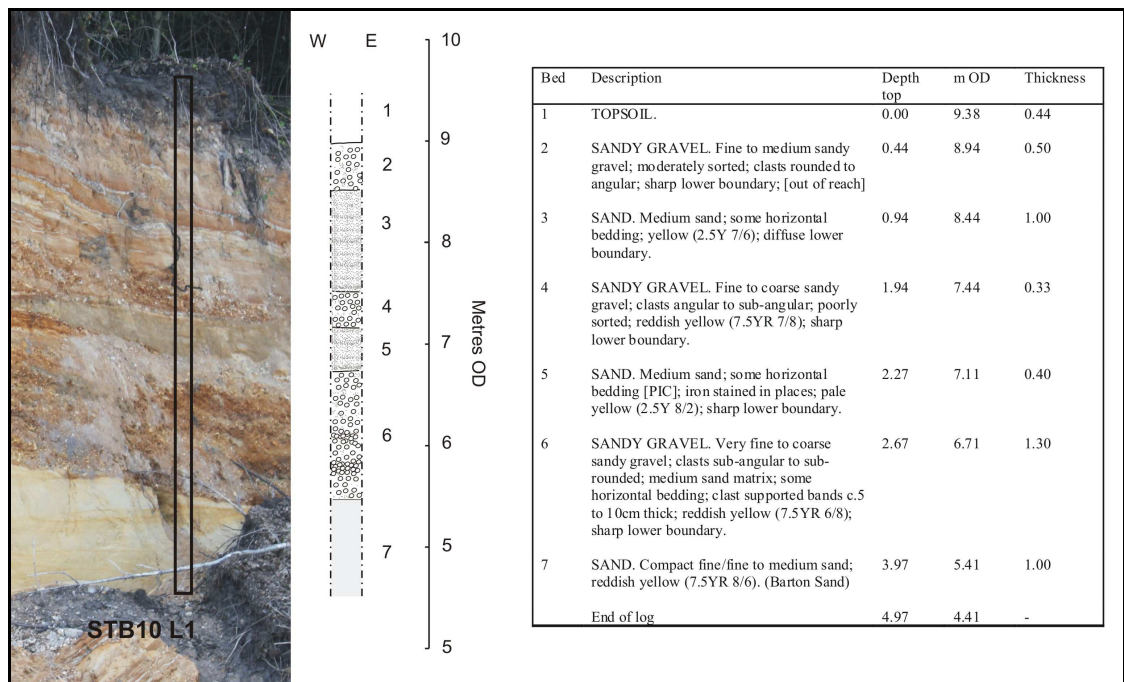 STB10 L1
W E
10
9
8
7
6
5
5
1
2
3
4
5
6
7
Metres OD
Bed Description Depth top m OD Thickness
1 TOPSOIL. 0.00 9.38 0.44
2 SANDY GRAVEL. Fine to medium sandy 0.44 8.94 0.50
gravel; moderately sorted; clasts rounded to
angular; sharp lower boundary; [out of reach]
3 SAND. Medium sand; some horizontal 0.94 8.44 1.00
bedding; yellow (2.5Y 7/6); diffuse lower
boundary.
4 SANDY GRAVEL. Fine to coarse sandy 1.94 7.44 0.33
gravel; clasts angular to sub-angular; poorly
sorted; reddish yellow (7.5YR 7/8); sharp
lower boundary.
5 SAND. Medium sand; some horizontal 2.27 7.11 0.40
bedding [PIC]; iron stained in places; pale
yellow (2.5Y 8/2); sharp lower boundary.
6 SANDY GRAVEL. Very fine to coarse 2.67 6.71 1.30
sandy gravel; clasts sub-angular to sub-
rounded; medium sand matrix; some
horizontal bedding; clast supported bands c.5
to 10cm thick; reddish yellow (7.5YR 6/8);
sharp lower boundary.
7 SAND. Compact fine/fine to medium sand; 3.97 5.41 1.00
reddish yellow (7.5YR 8/6). (Barton Sand)
End of log 4.97 4.41 -